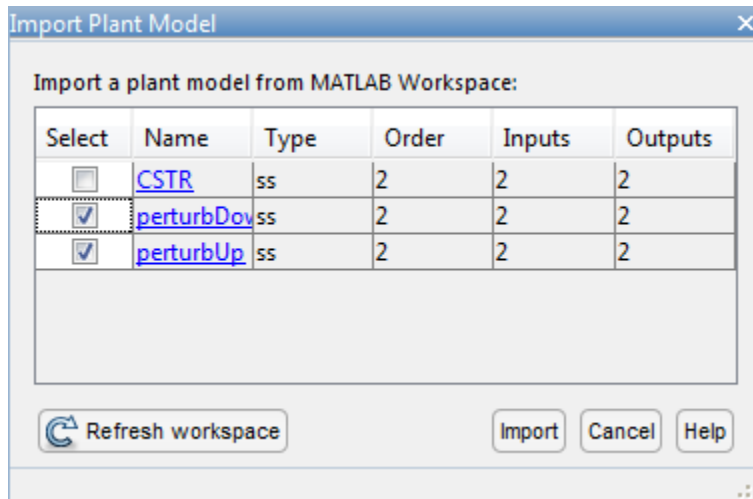 Import Plant Model
Import a plant model from MATLAB Workspace:
Select Name Type Order Inputs Outputs
CSTR ss 2 2 2
perturbDov ss 2 2 2
perturbUp ss 2 2 2
Refresh workspace Import Cancel Help